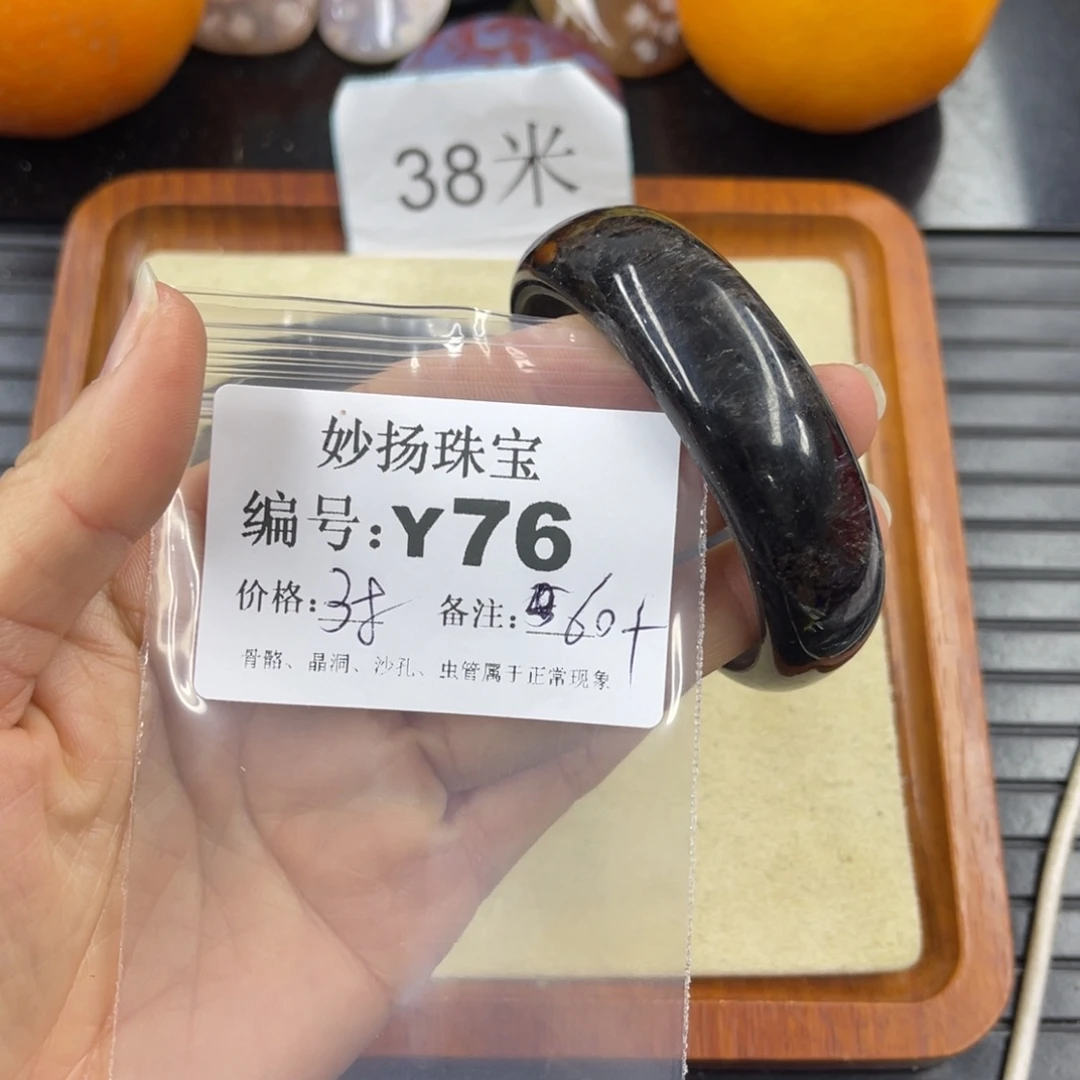 38米
妙扬珠宝
编号:Y76
价格:38 备注:560+
骨骼、晶洞、沙孔、虫管属于正常现象